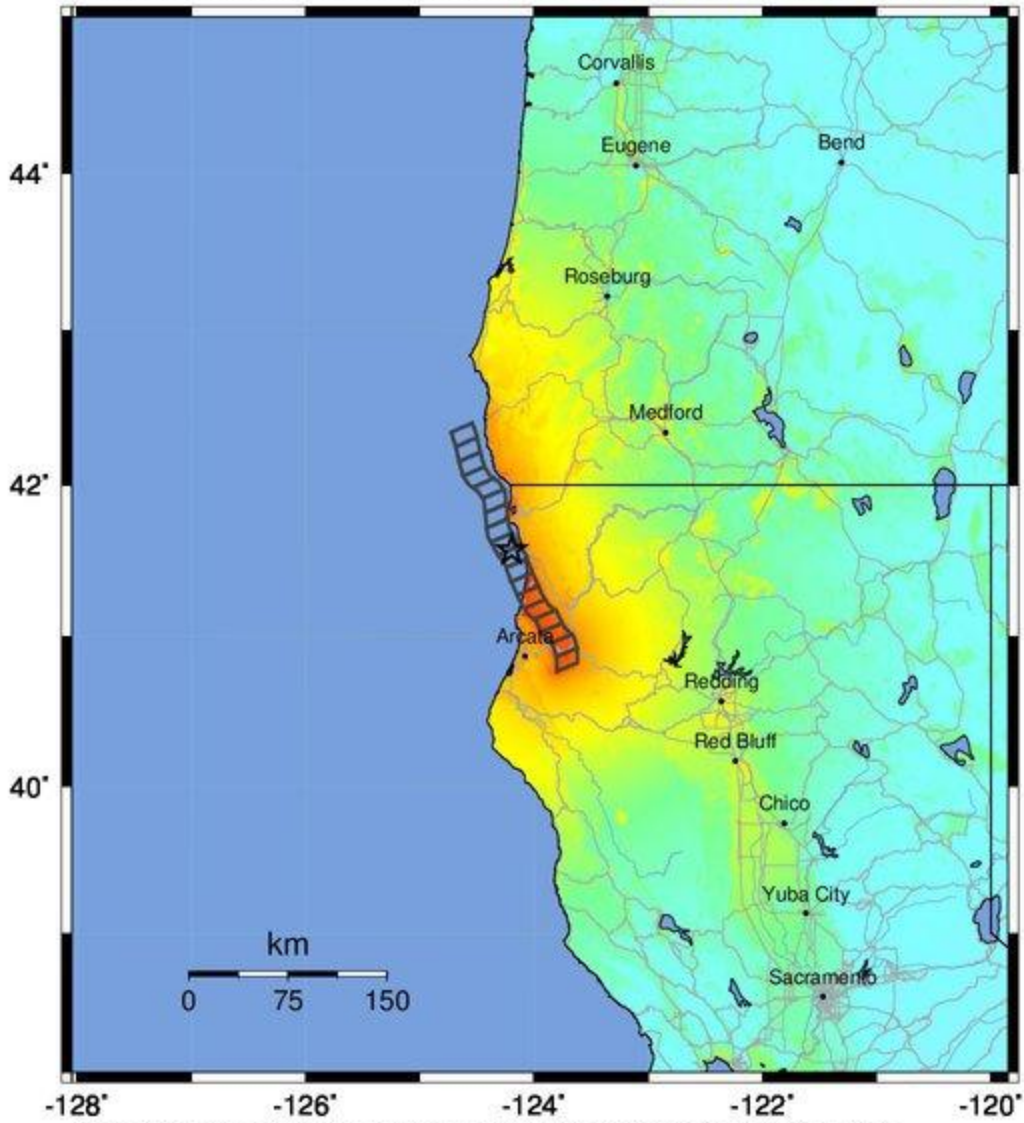 Corvallis
44°
Eugene
Bend
Roseburg
Medford
42°
Arcata
Redding
Red Bluff
40°
Chico
Yuba City
km
Sacramento
0 75 150
-128° -126° -124° -122° -120°